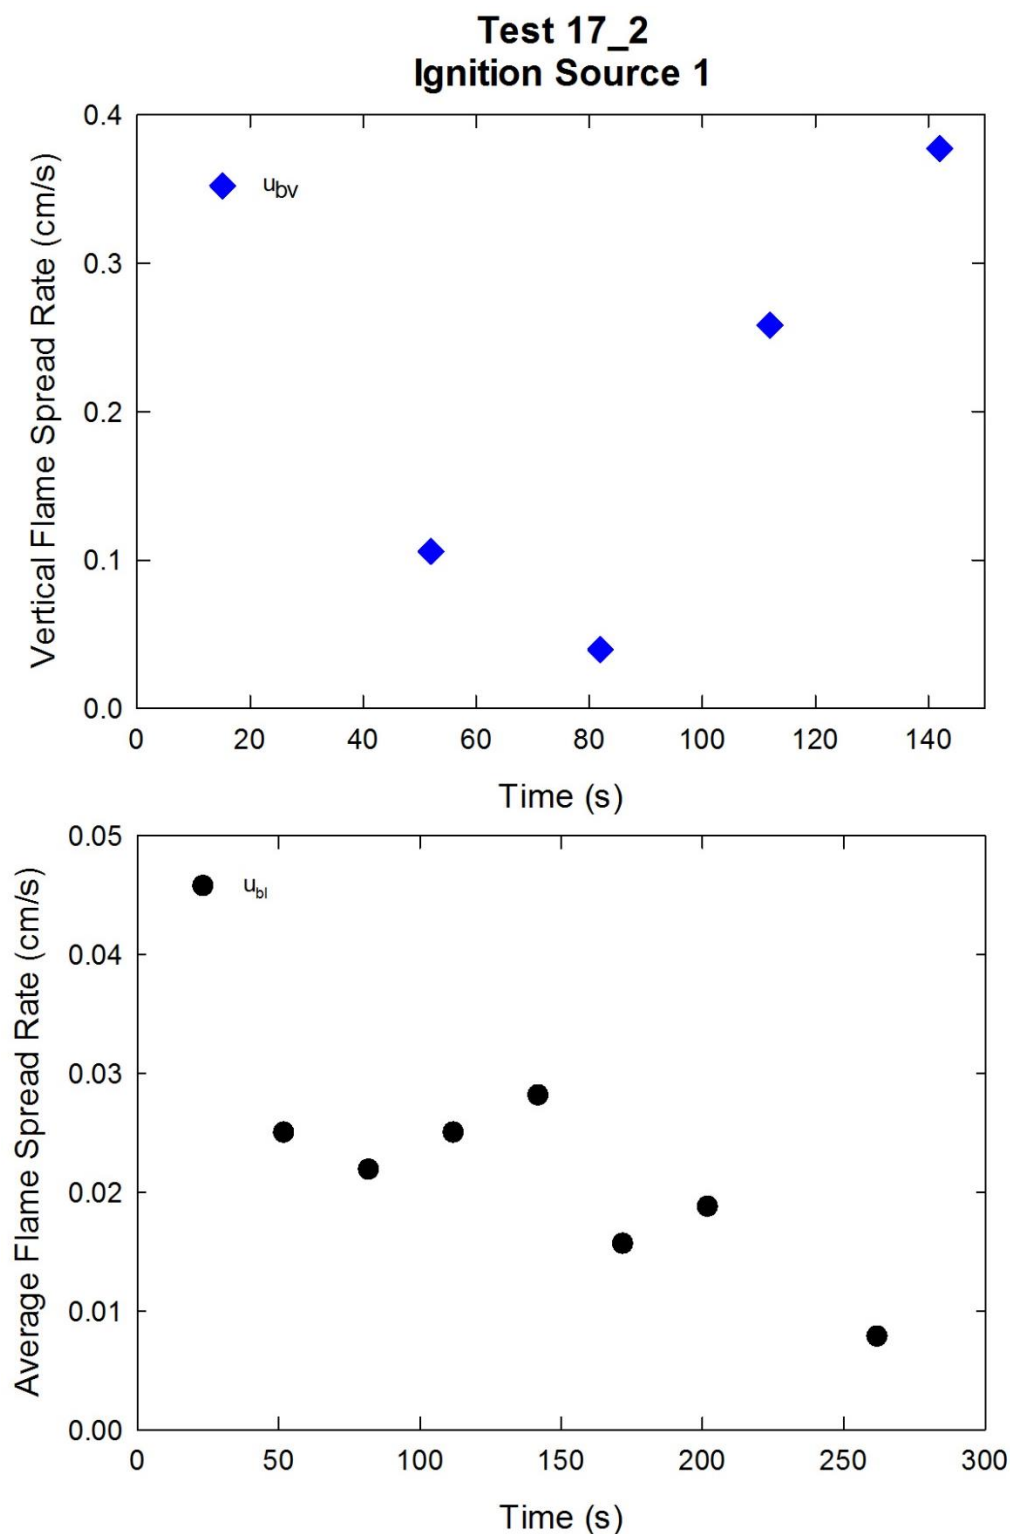 Test 17_2
Ignition Source 1
Vertical Flame Spread Rate (cm/s)
0.4
0.3
0.2
0.1
0.0
u_bv
0 20 40 60 80 100 120 140
Time (s)
Average Flame Spread Rate (cm/s)
0.05
0.04
0.03
0.02
0.01
0.00
u_bl
0 50 100 150 200 250 300
Time (s)